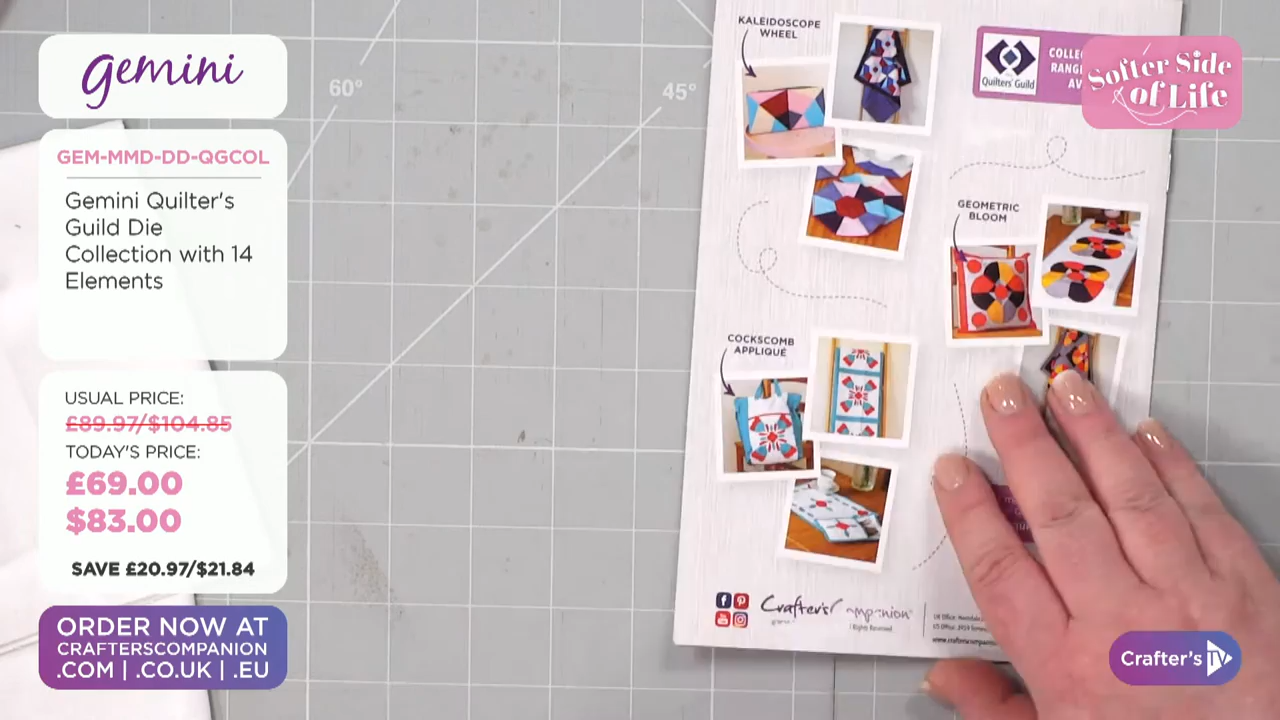 gemini
GEM-MMD-DD-QGCOL
Gemini Quilter's
Guild Die
Collection with 14
Elements
USUAL PRICE:
£89.97/$104.85
TODAY'S PRICE:
£69.00
$83.00
SAVE £20.97/$21.84
ORDER NOW AT
CRAFTERSCOMPANION
.COM | .CO.UK | .EU
60°
45°
KALEIDOSCOPE
WHEEL
Quilters' Guild
Softer Side
of Life
GEOMETRIC
BLOOM
COCKSCOMB
APPLIQUÉ
Crafter's
Crafter's TV